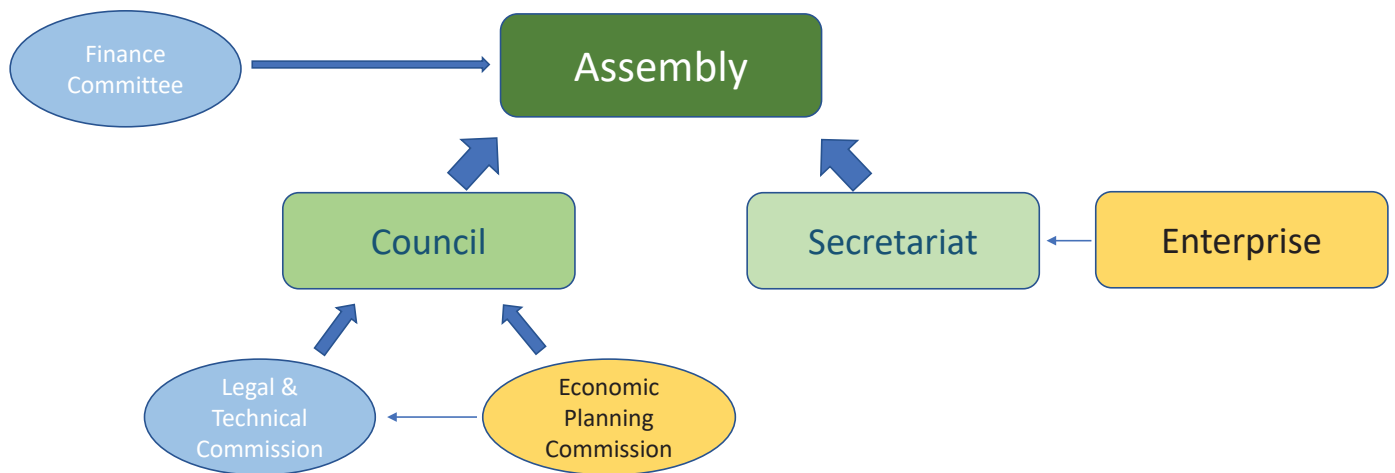 Finance
Committee
Assembly
Council
Secretariat
Enterprise
Legal &
Technical
Commission
Economic
Planning
Commission